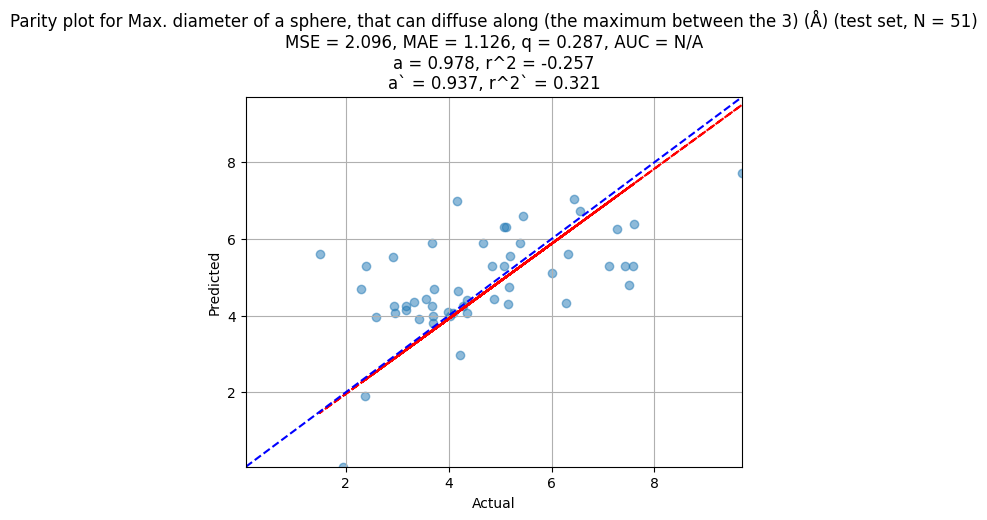 Parity plot for Max. diameter of a sphere, that can diffuse along (the maximum between the 3) (Å) (test set, N = 51)
MSE = 2.096, MAE = 1.126, q = 0.287, AUC = N/A
a = 0.978, r^2 = -0.257
a` = 0.937, r^2` = 0.321
8
6
Predicted
4
2
2 4 6 8
Actual